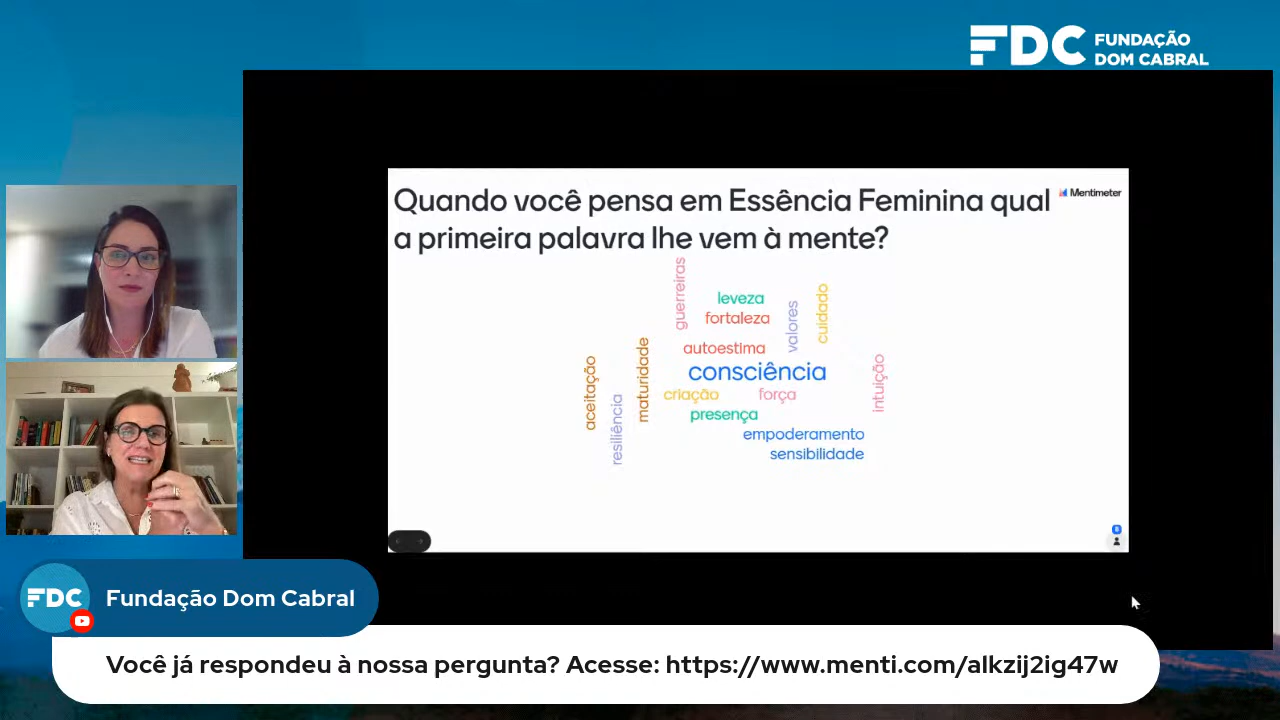 FDC FUNDAÇÃO
DOM CABRAL
Quando você pensa em Essência Feminina qual
a primeira palavra lhe vem à mente?
Mentimeter
guerreiras
leveza
cuidado
fortaleza
valores
autoestima
maturidade
aceitação
consciência
intuição
criação
força
resiliência
presença
empoderamento
sensibilidade
8
FDC
Fundação Dom Cabral
Você já respondeu à nossa pergunta? Acesse: https://www.menti.com/alkzij2ig47w